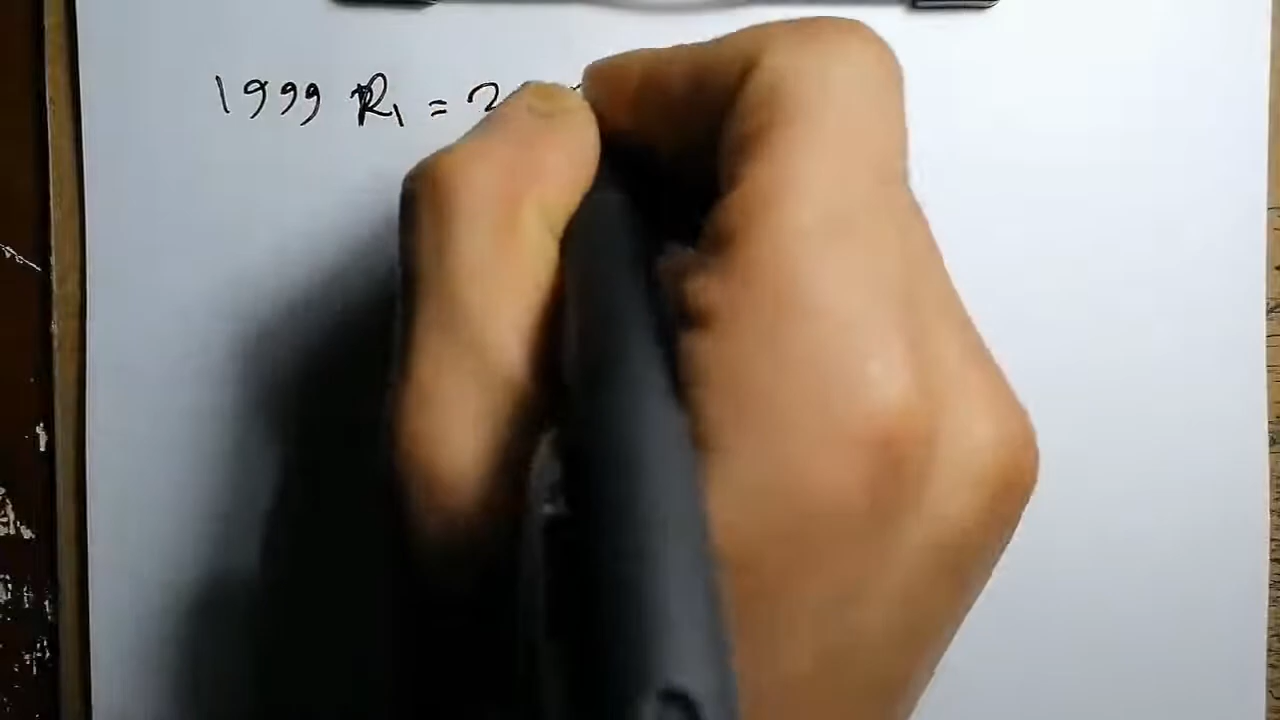 1999 R₁ = 2